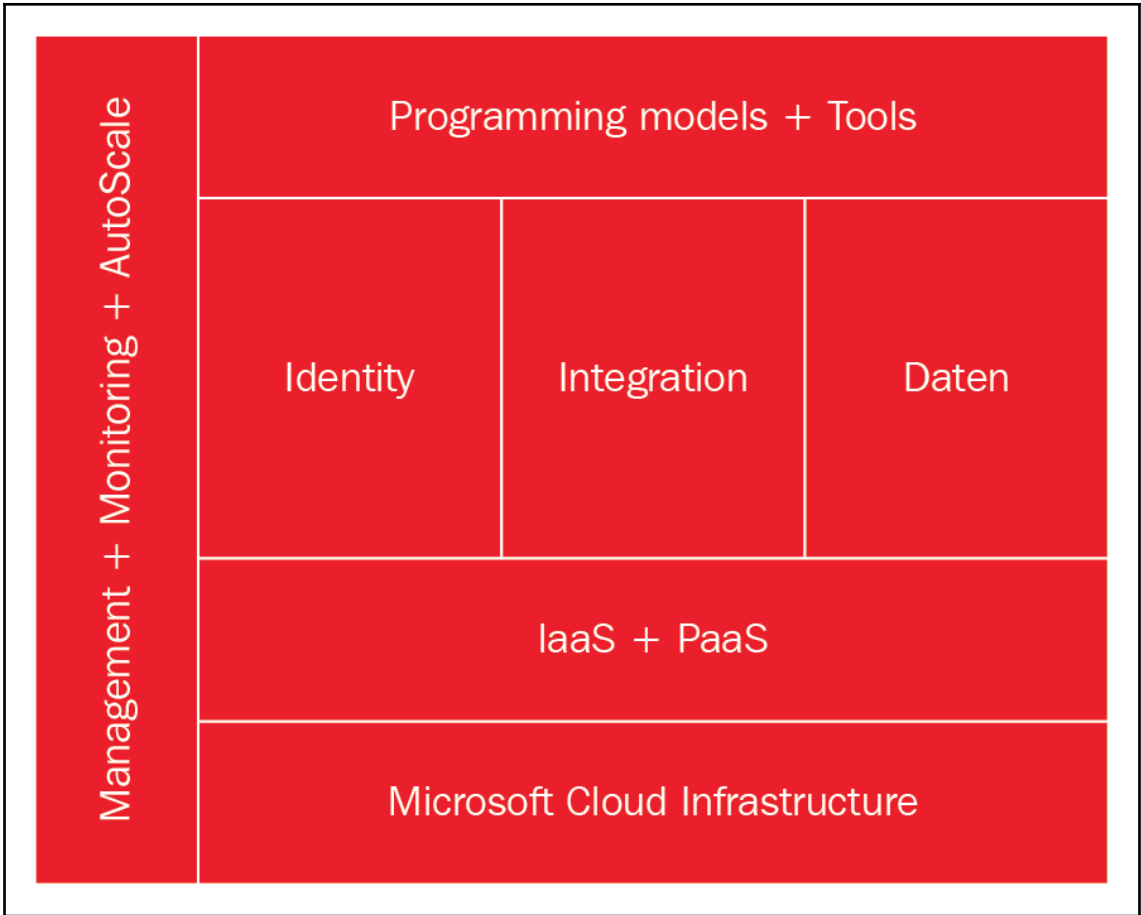 Management + Monitoring + AutoScale
Programming models + Tools
Identity
Integration
Daten
IaaS + PaaS
Microsoft Cloud Infrastructure